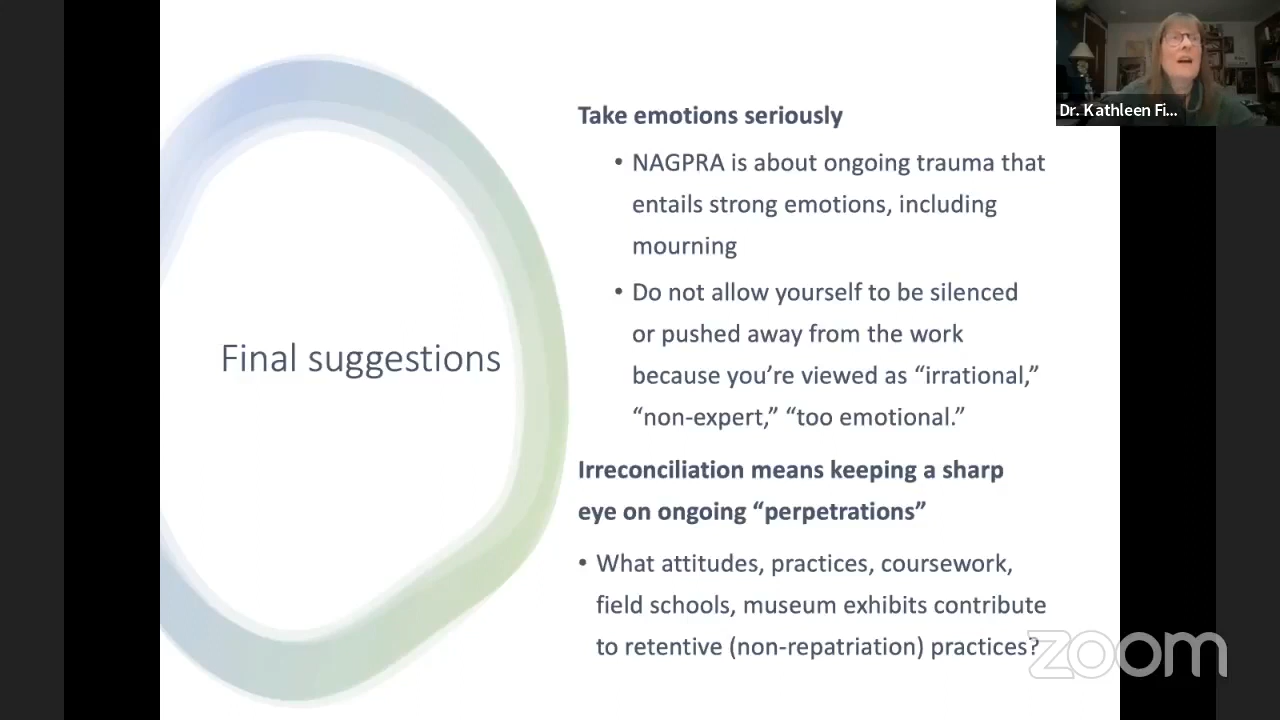 Dr. Kathleen Fi...
Final suggestions
Take emotions seriously
• NAGPRA is about ongoing trauma that
entails strong emotions, including
mourning
• Do not allow yourself to be silenced
or pushed away from the work
because you’re viewed as “irrational,”
“non-expert,” “too emotional.”
Irreconciliation means keeping a sharp
eye on ongoing “perpetrations”
• What attitudes, practices, coursework,
field schools, museum exhibits contribute
to retentive (non-repatriation) practices?
zoom